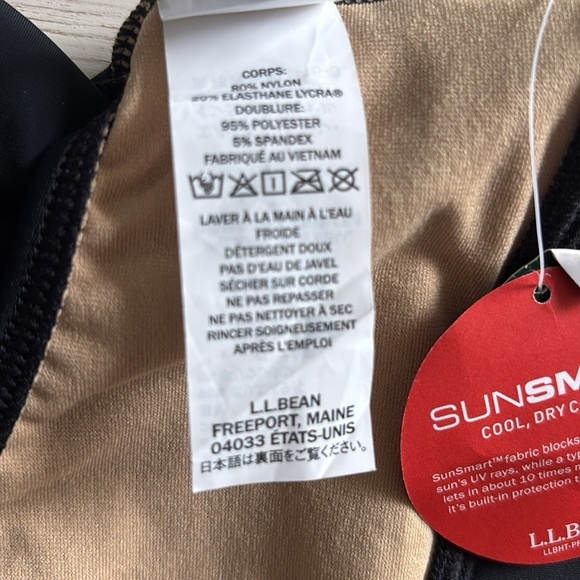 CORPS:
80% NYLON
20% ELASTHANE LYCRA®
DOUBLURE:
95% POLYESTER
5% SPANDEX
FABRIQUÉ AU VIETNAM
LAVER À LA MAIN À L'EAU
FROIDE
DÉTERGENT DOUX
PAS D'EAU DE JAVEL
SÉCHER SUR CORDE
NE PAS REPASSER
NE PAS NETTOYER À SEC
RINCER SOIGNEUSEMENT
APRÈS L'EMPLOI
L.L.BEAN
FREEPORT, MAINE
04033 ÉTATS-UNIS
日本語は裏面をご覧ください。
SUNSM
COOL, DRY C
SunSmart™ fabric blocks
sun's UV rays, while a typ
lets in about 10 times m
it's built-in protection t
L.L.B
LLBHT-PR